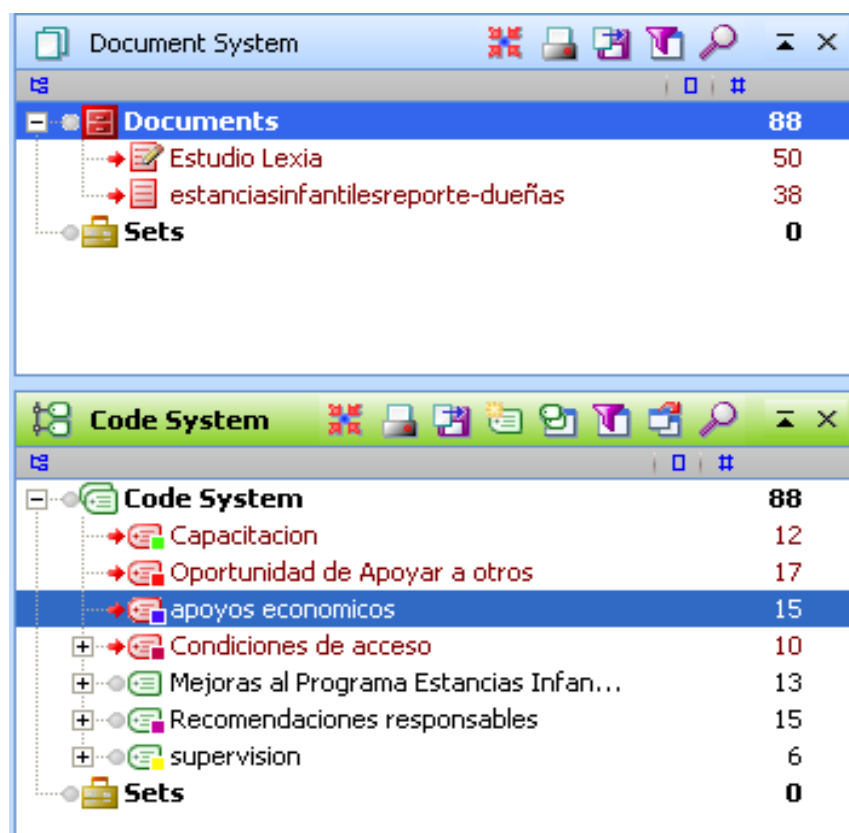 Document System
#
Documents 88
Estudio Lexia 50
estanciasinfantilesreporte-dueñas 38
Sets 0
Code System
#
Code System 88
Capacitacion 12
Oportunidad de Apoyar a otros 17
apoyos economicos 15
Condiciones de acceso 10
Mejoras al Programa Estancias Infan... 13
Recomendaciones responsables 15
supervision 6
Sets 0